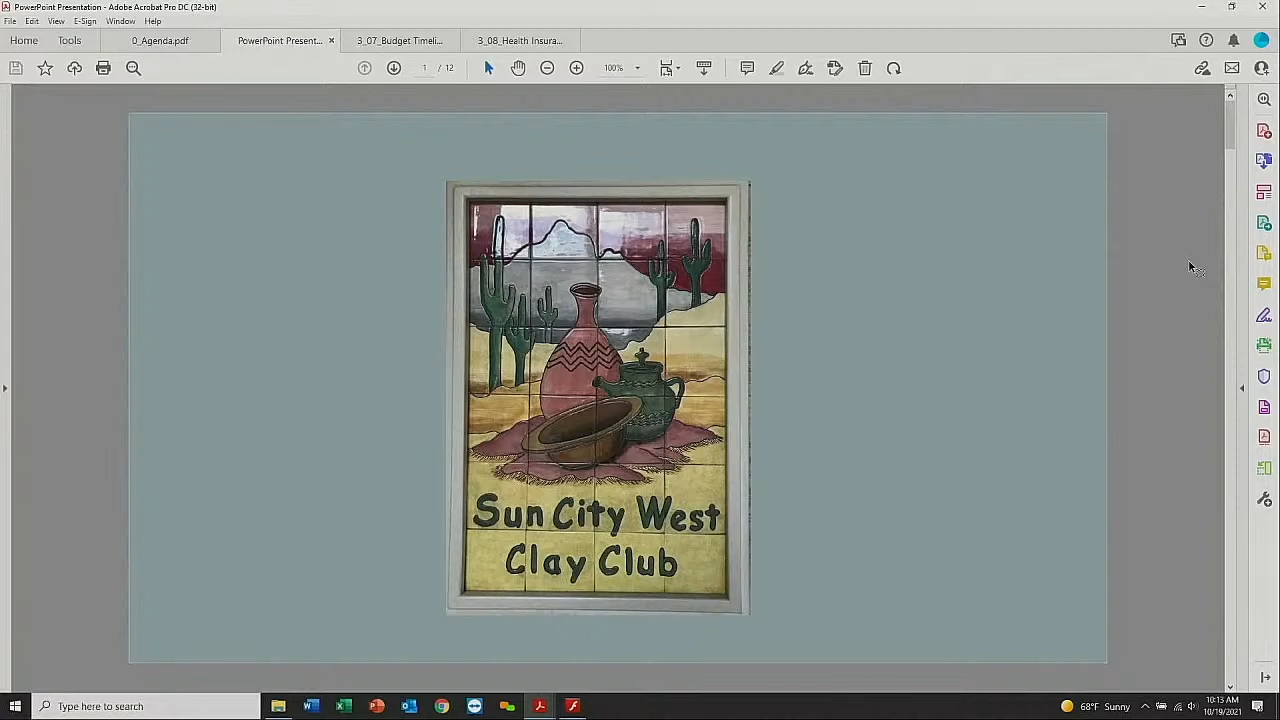 PowerPoint Presentation - Adobe Acrobat Pro DC (32-bit)
File Edit View E-Sign Window Help
Home Tools 0_Agenda.pdf PowerPoint Present... × 3_07_Budget Timeli... 3_08_Health Insura...
1 / 12 100%
Sun City West
Clay Club
Type here to search
68°F Sunny
10:13 AM
10/19/2021